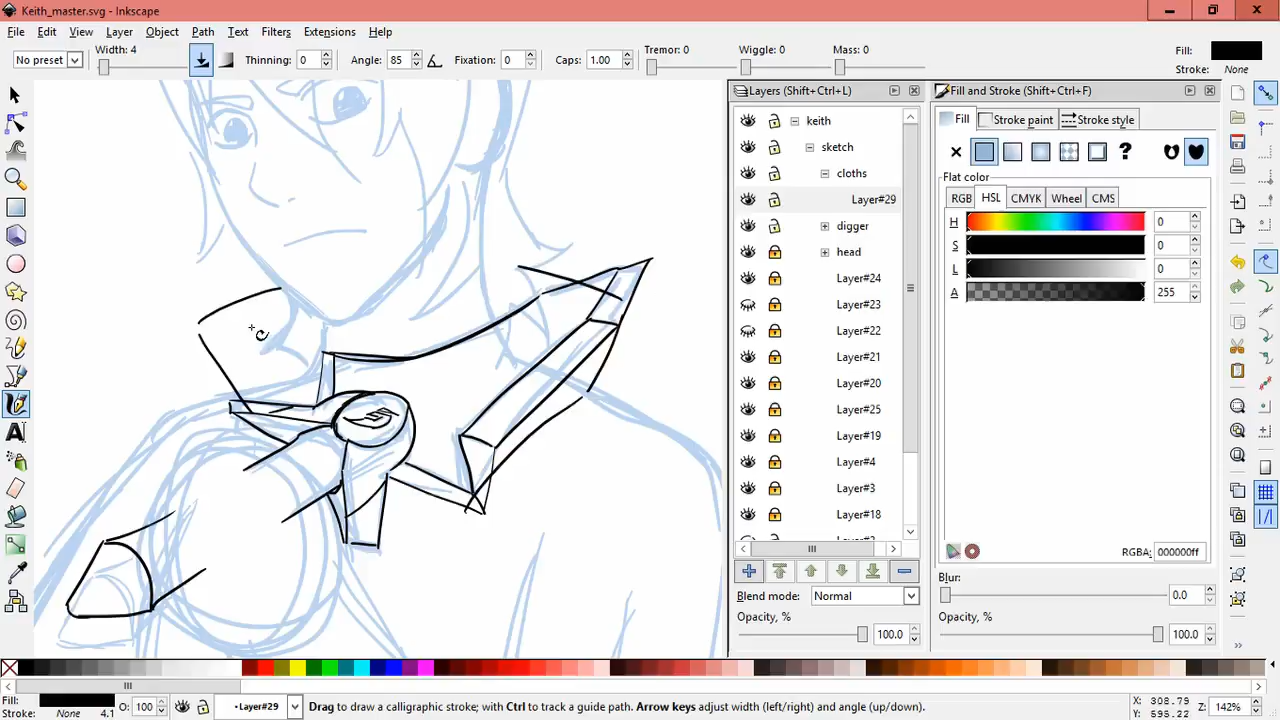 Keith_master.svg - Inkscape
File Edit View Layer Object Path Filters Text Extensions Help
No preset Width: 4 Thinning: 0 Angle: 85 Fixation: 0 Caps: 1.00 Tremor: 0 Wiggle: 0 Mass: 0 Fill:
Stroke: None
Layers (Shift+Ctrl+L)
keith
sketch
cloths
Layer#29
digger
head
Layer#24
Layer#23
Layer#22
Layer#21
Layer#20
Layer#25
Layer#19
Layer#4
Layer#3
Layer#18
Blend mode: Normal
Opacity, %
100.0
Fill and Stroke (Shift+Ctrl+F)
Fill Stroke paint Stroke style
?
Flat color
RGB HSL CMYK Wheel CMS
H 0
S 0
L 0
A 255
RGBA: 000000ff
Blur:
0.0
Opacity, %
100.0
Fill:
Stroke: None 4.1
O: 100
•Layer#29
Drag to draw a calligraphic stroke; with Ctrl to track a guide path. Arrow keys adjust width (left/right) and angle (up/down).
X: 308.79
Y: 595.22
Z: 142%